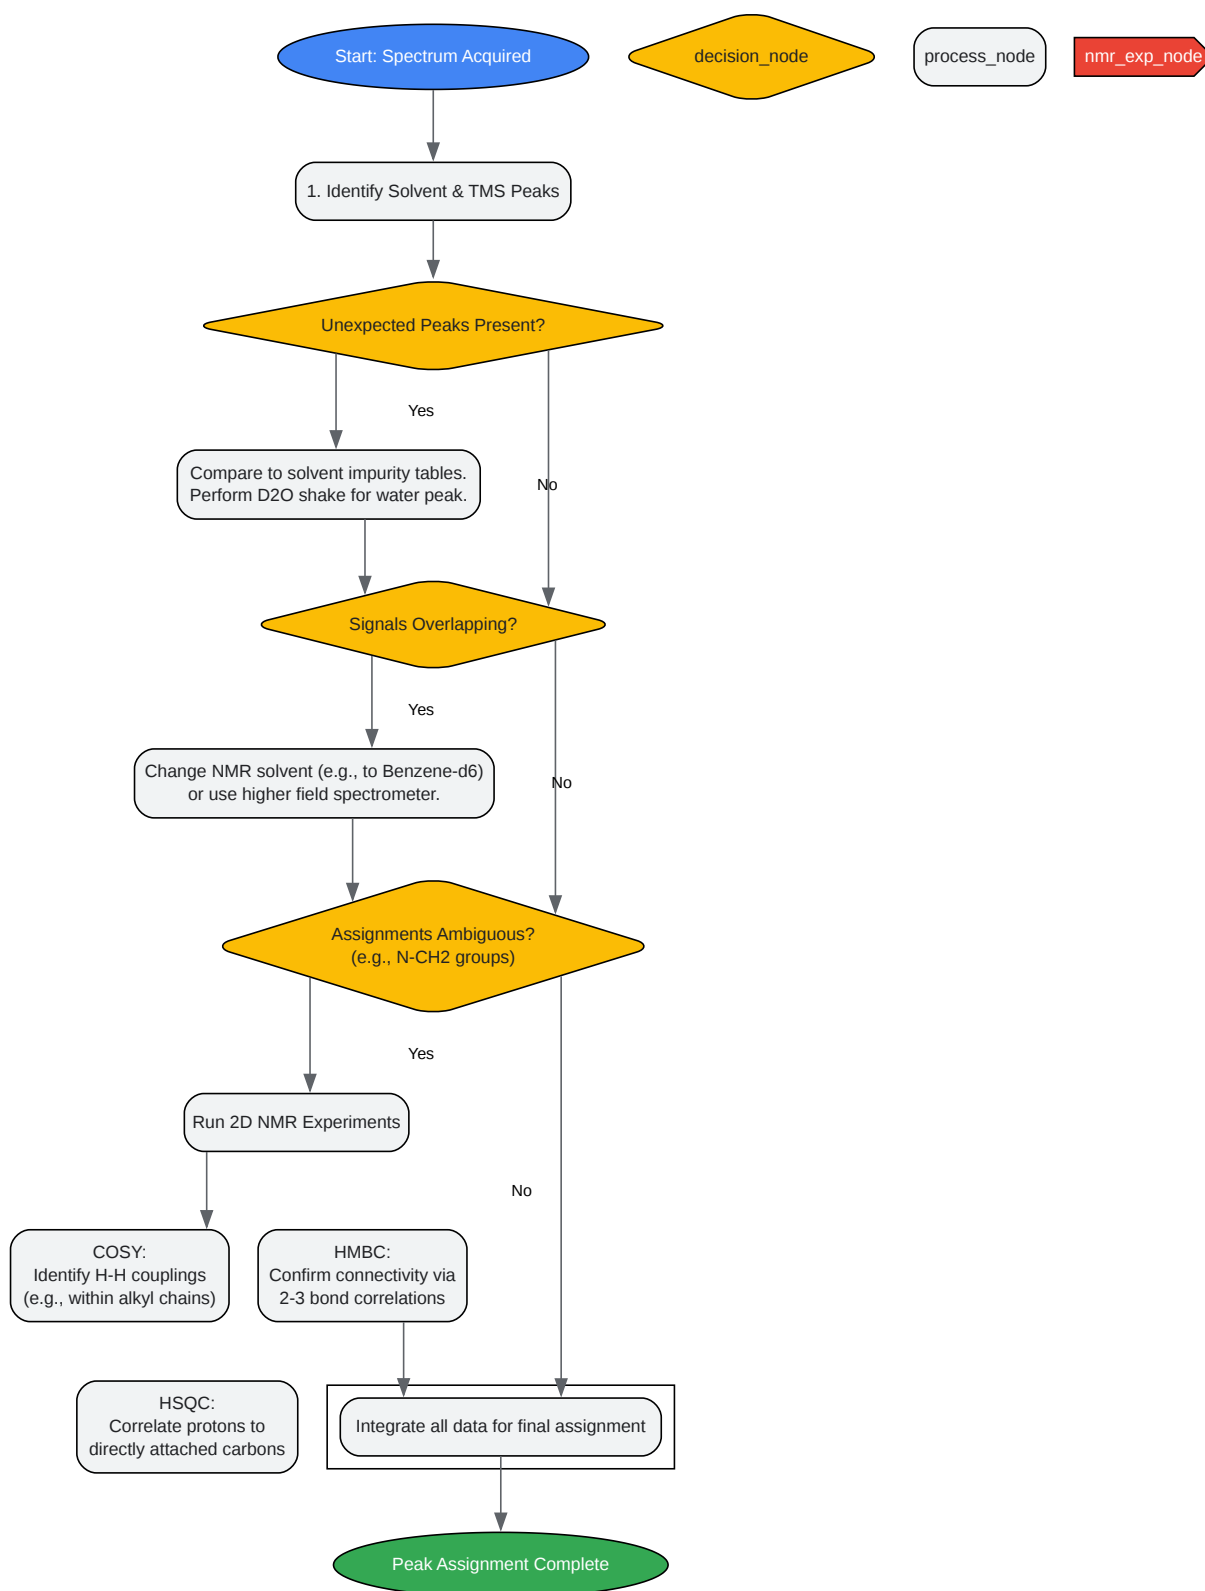 Start: Spectrum Acquired
decision_node
process_node
nmr_exp_node
1. Identify Solvent & TMS Peaks
Unexpected Peaks Present?
Yes
Compare to solvent impurity tables.
Perform D2O shake for water peak.
No
Signals Overlapping?
Yes
Change NMR solvent (e.g., to Benzene-d6)
or use higher field spectrometer.
No
Assignments Ambiguous?
(e.g., N-CH2 groups)
Yes
Run 2D NMR Experiments
No
COSY:
Identify H-H couplings
(e.g., within alkyl chains)
HMBC:
Confirm connectivity via
2-3 bond correlations
HSQC:
Correlate protons to
directly attached carbons
Integrate all data for final assignment
Peak Assignment Complete